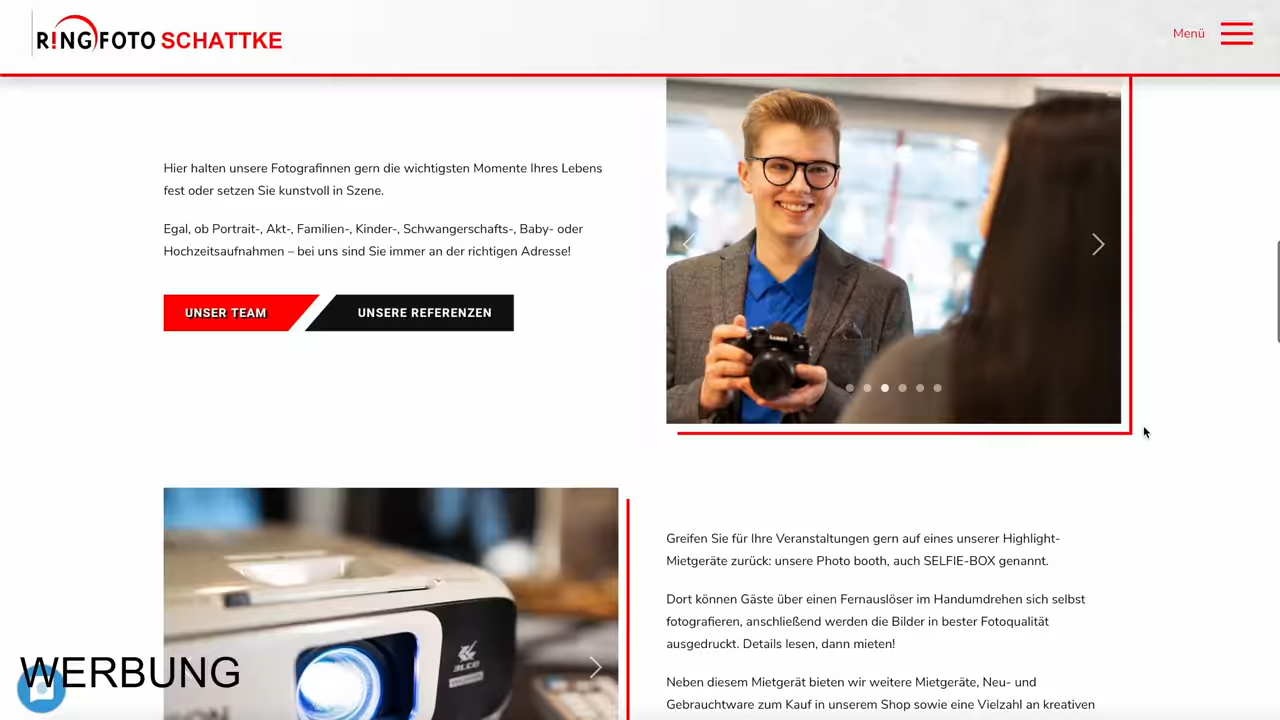 RINGFOTO SCHATTKE
Menü
Hier halten unsere Fotografinnen gern die wichtigsten Momente Ihres Lebens
fest oder setzen Sie kunstvoll in Szene.
Egal, ob Portrait-, Akt-, Familien-, Kinder-, Schwangerschafts-, Baby- oder
Hochzeitsaufnahmen – bei uns sind Sie immer an der richtigen Adresse!
UNSER TEAM
UNSERE REFERENZEN
Greifen Sie für Ihre Veranstaltungen gern auf eines unserer Highlight-
Mietgeräte zurück: unsere Photo booth, auch SELFIE-BOX genannt.
Dort können Gäste über einen Fernauslöser im Handumdrehen sich selbst
fotografieren, anschließend werden die Bilder in bester Fotoqualität
ausgedruckt. Details lesen, dann mieten!
Neben diesem Mietgerät bieten wir weitere Mietgeräte, Neu- und
Gebrauchtware zum Kauf in unserem Shop sowie eine Vielzahl an kreativen
WERBUNG